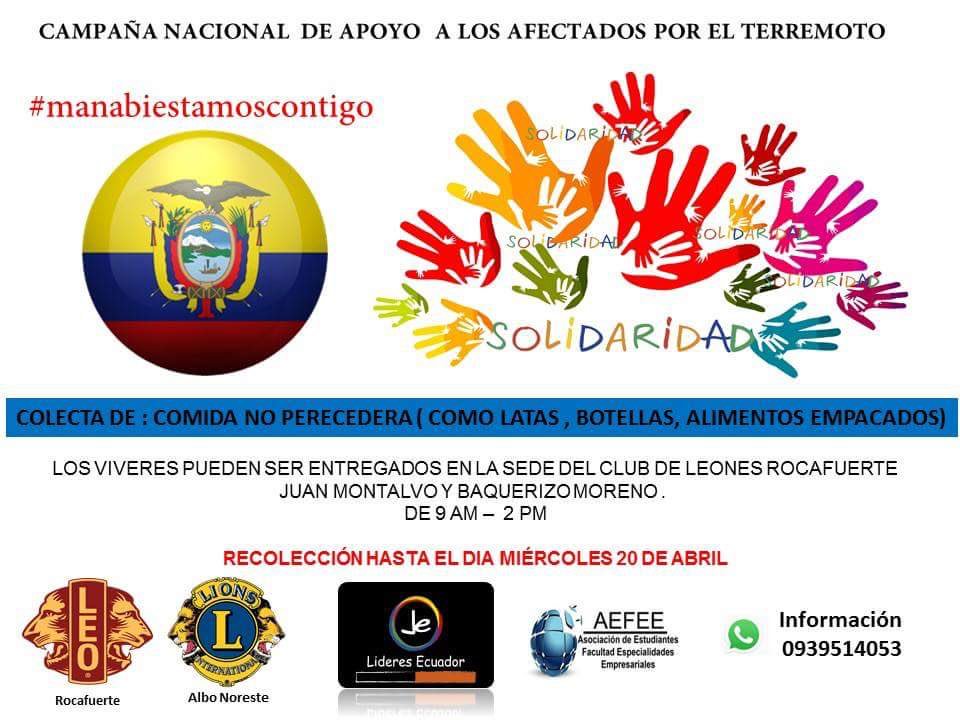 CAMPAÑA NACIONAL DE APOYO A LOS AFECTADOS POR EL TERREMOTO
#manabiestamoscontigo
SOLIDARIDAD
SOLIDARIDAD
SOLIDARIDAD
SOLIDARIDAD
SOLIDARIDAD
COLECTA DE : COMIDA NO PERECEDERA ( COMO LATAS , BOTELLAS, ALIMENTOS EMPACADOS)
LOS VIVERES PUEDEN SER ENTREGADOS EN LA SEDE DEL CLUB DE LEONES ROCAFUERTE
JUAN MONTALVO Y BAQUERIZO MORENO .
DE 9 AM – 2 PM
RECOLECCIÓN HASTA EL DIA MIÉRCOLES 20 DE ABRIL
LEO
Rocafuerte
LIONS
L
INTERNATIONAL
Albo Noreste
Je
Lideres Ecuador
AEFEE
Asociación de Estudiantes
Facultad Especialidades
Empresariales
Información
0939514053